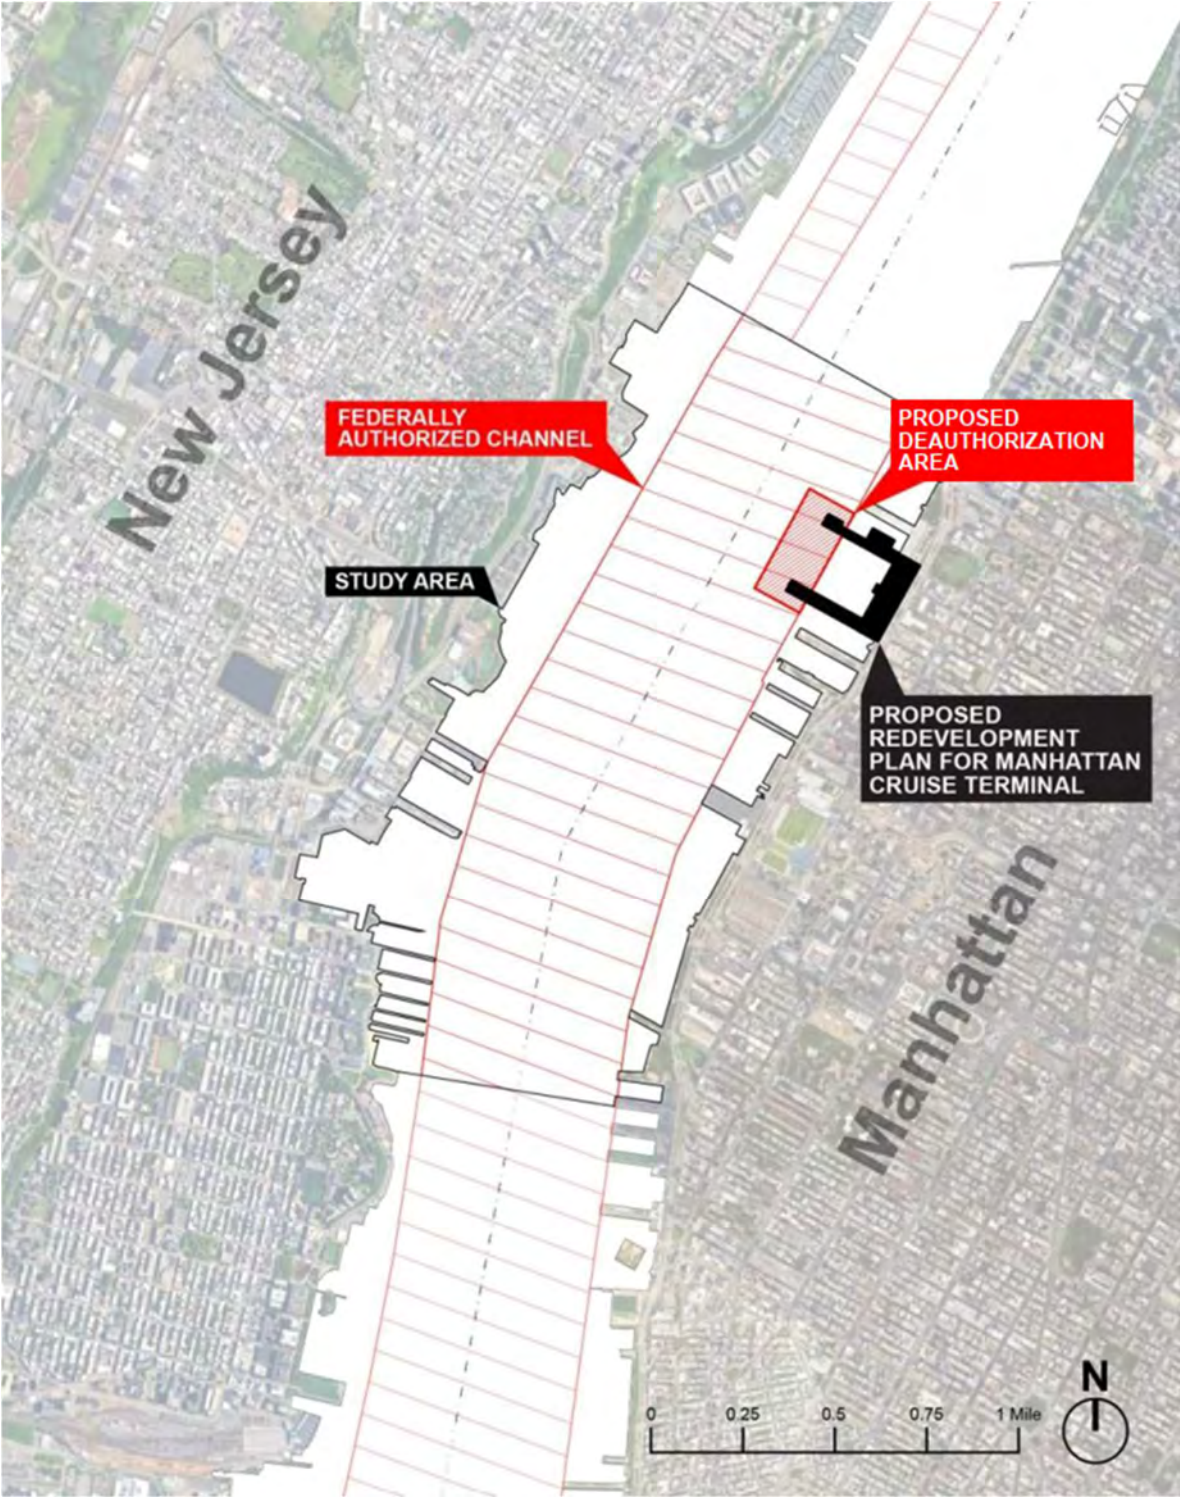 New Jersey
FEDERALLY
AUTHORIZED CHANNEL
PROPOSED
DEAUTHORIZATION
AREA
STUDY AREA
PROPOSED
REDEVELOPMENT
PLAN FOR MANHATTAN
CRUISE TERMINAL
Manhattan
N
0 0.25 0.5 0.75 1 Mile